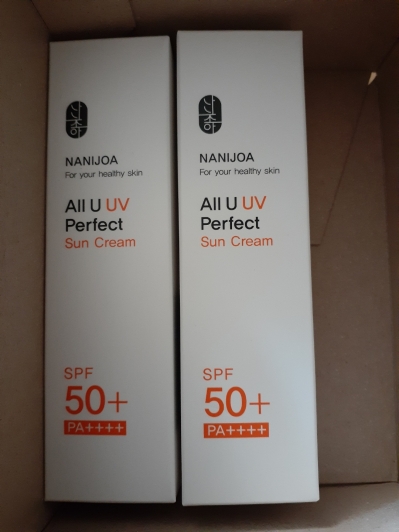 NANIJOA
For your healthy skin
All U UV
Perfect
Sun Cream
SPF
50+
PA++++
NANIJOA
For your healthy skin
All U UV
Perfect
Sun Cream
SPF
50+
PA++++